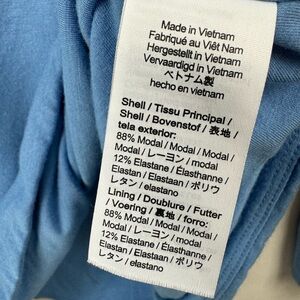 Made in Vietnam
Fabriqué au Viêt Nam
Hergestellt in Vietnam
Vervaardigd in Vietnam
ベトナム製
hecho en vietnam
Shell / Tissu Principal /
Shell / Bovenstof / 表地 /
tela exterior:
88% Modal / Modal / Modal /
Modal / レーヨン / modal
12% Elastane / Élasthanne /
Elastan / Elastaan / ポリウ
レタン / elastano
Lining / Doublure / Futter
/ Voering / 裏地 / forro:
88% Modal / Modal / Modal /
Modal / レーヨン / modal
12% Elastane / Élasthanne /
Elastan / Elastaan / ポリウ
レタン / elastano